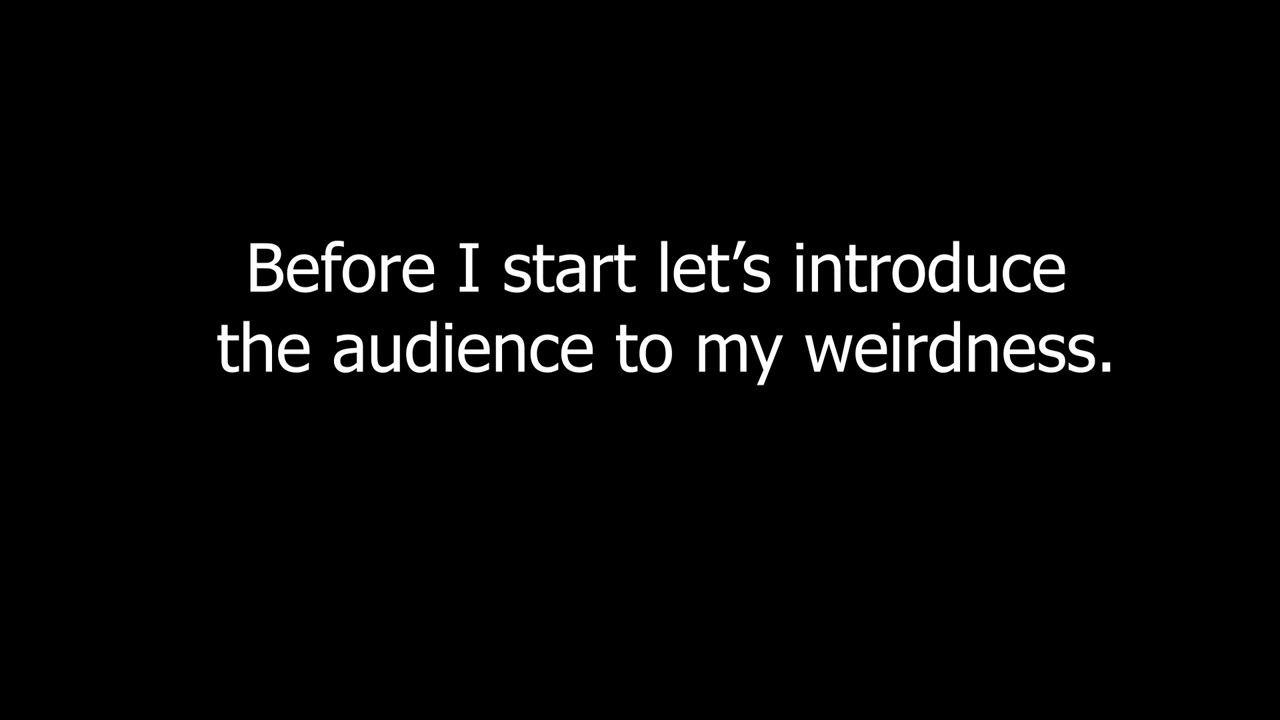 Before I start let’s introduce
the audience to my weirdness.